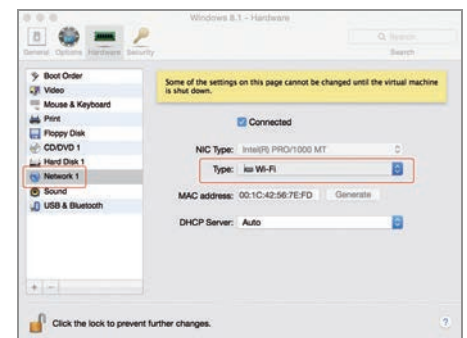 Windows 8.1 – Hardware
General Options Hardware Security
Search
Search
Boot Order
Video
Mouse & Keyboard
Print
Floppy Disk
CD/DVD 1
Hard Disk 1
Network 1
Sound
USB & Bluetooth
Some of the settings on this page cannot be changed until the virtual machine
is shut down.
Connected
NIC Type: Intel(R) PRO/1000 MT
Type: Wi-Fi
MAC address: 00:1C:42:56:7E:FD Generate
DHCP Server: Auto
+ −
Click the lock to prevent further changes.
?